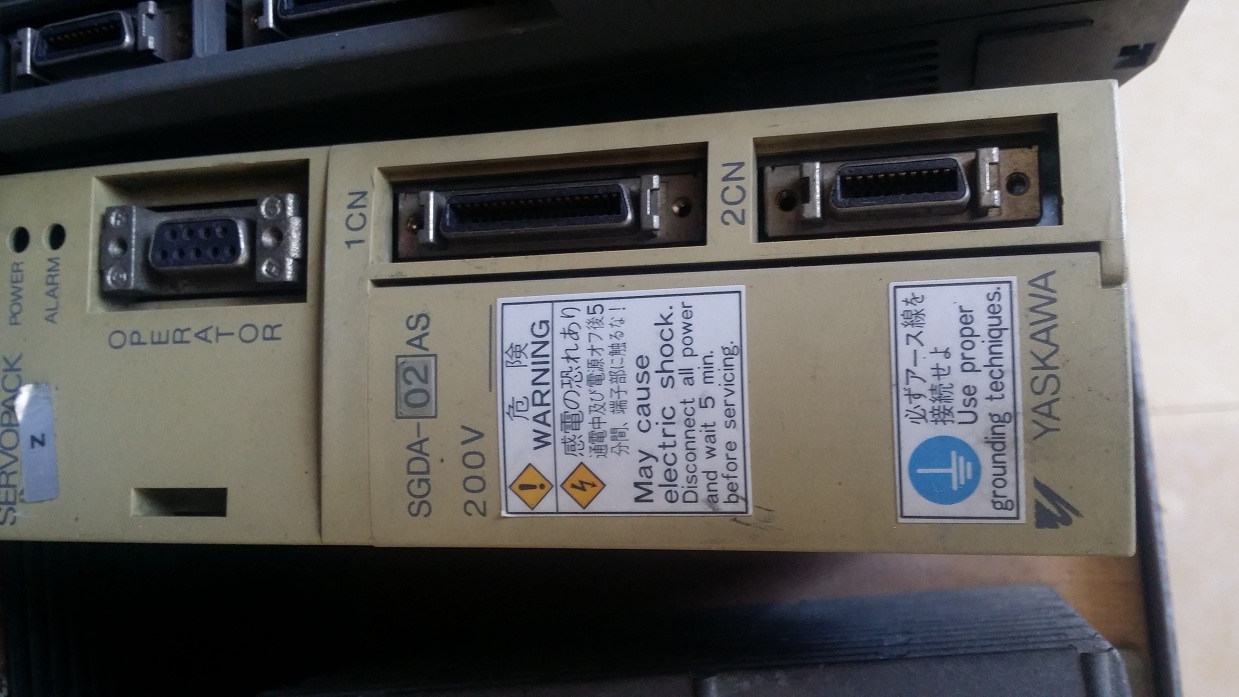 SERVOPACK
Z
POWER
ALARM
OPERATOR
1CN
2CN
SGDA-02AS
200V
危険
WARNING
感電の恐れあり
通電中及び電源オフ後5
分間、端子部に触るな!
May cause
electric shock.
Disconnect all power
and wait 5 min.
before servicing.
必ずアース線を
接続せよ
Use proper
grounding techniques.
YASKAWA